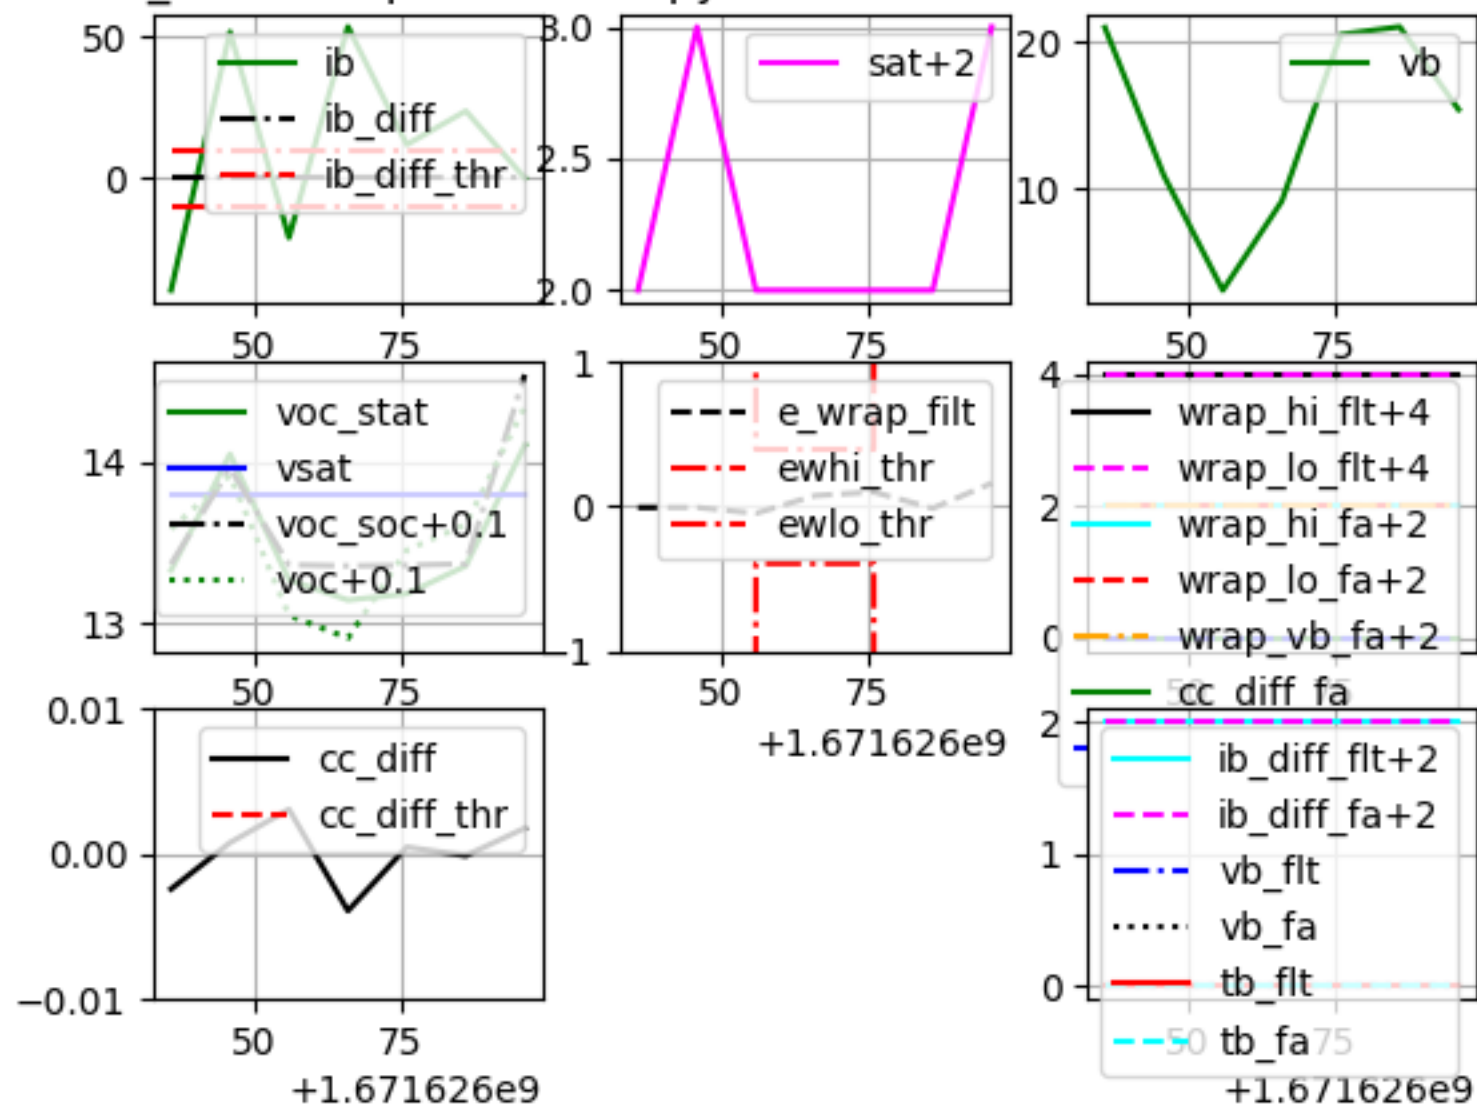 50
0
ib
ib_diff
ib_diff_thr
50
75
3.0
2.5
2.0
sat+2
50
75
20
10
vb
50
75
14
13
voc_stat
vsat
voc_soc+0.1
voc+0.1
50
75
1
0
−1
e_wrap_filt
ewhi_thr
ewlo_thr
50
75
+1.671626e9
4
2
0
wrap_hi_flt+4
wrap_lo_flt+4
wrap_hi_fa+2
wrap_lo_fa+2
wrap_vb_fa+2
cc_diff_fa
50
75
0.01
0.00
−0.01
cc_diff
cc_diff_thr
50
75
+1.671626e9
2
1
0
ib_diff_flt+2
ib_diff_fa+2
vb_flt
vb_fa
tb_flt
tb_fa
50
75
+1.671626e9